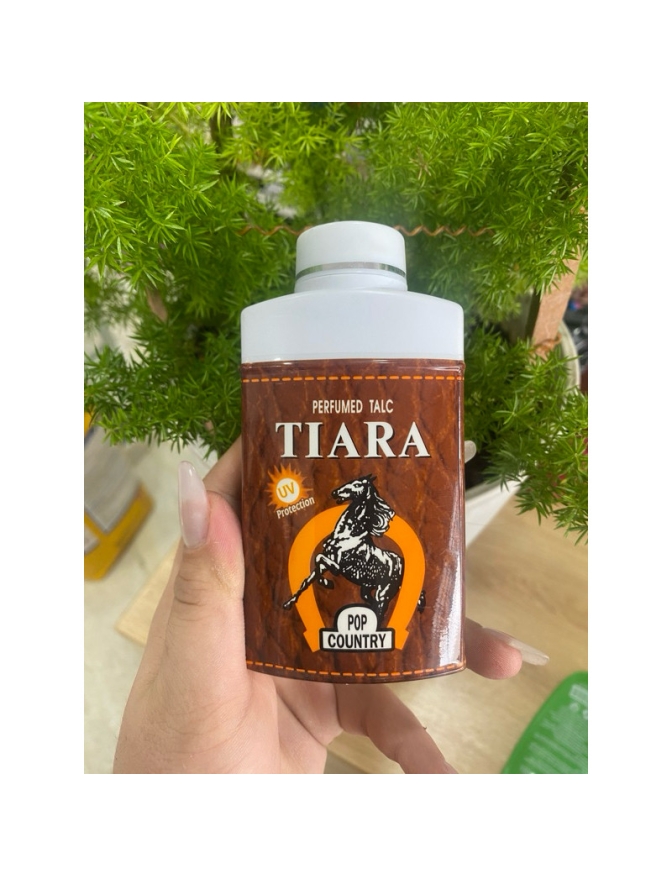 PERFUMED TALC
TIARA
UV
Protection
POP
COUNTRY